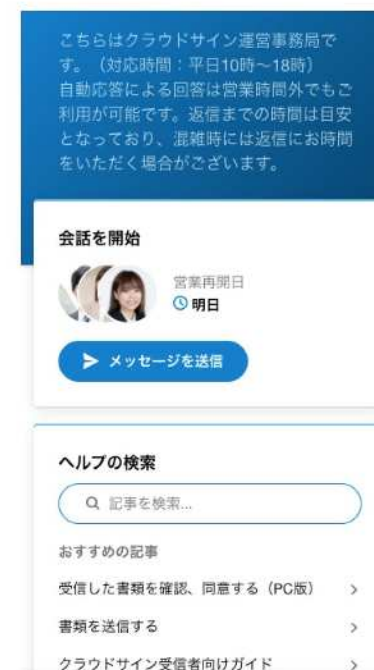 こちらはクラウドサイン運営事務局で
す。（対応時間：平日10時～18時）
自動応答による回答は営業時間外でもご
利用が可能です。返信までの時間は目安
となっており、混雑時には返信にお時間
をいただく場合がございます。
会話を開始
営業再開日
明日
メッセージを送信
ヘルプの検索
記事を検索...
おすすめの記事
受信した書類を確認、同意する（PC版）
書類を送信する
クラウドサイン受信者向けガイド